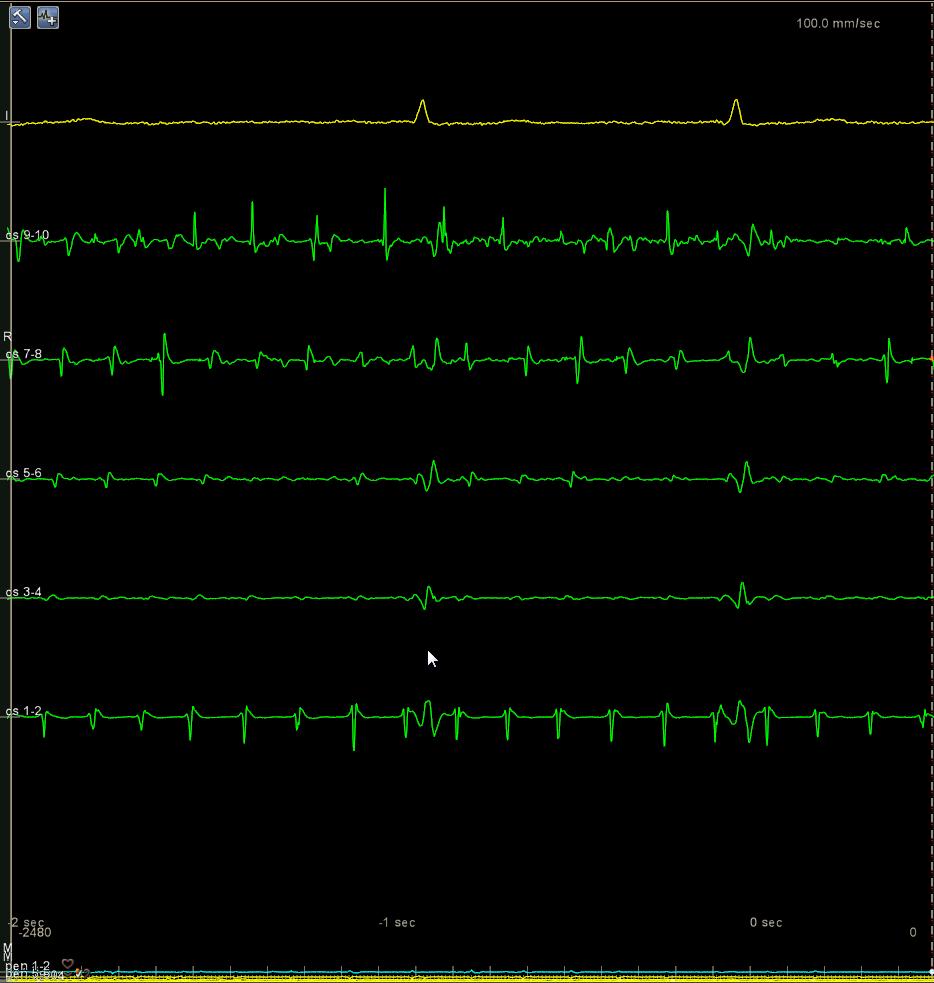 100.0 mm/sec
I
cs 9-10
R
cs 7-8
cs 5-6
cs 3-4
cs 1-2
-2 sec -1 sec 0 sec
-2480 0
M
M
pen 1-2